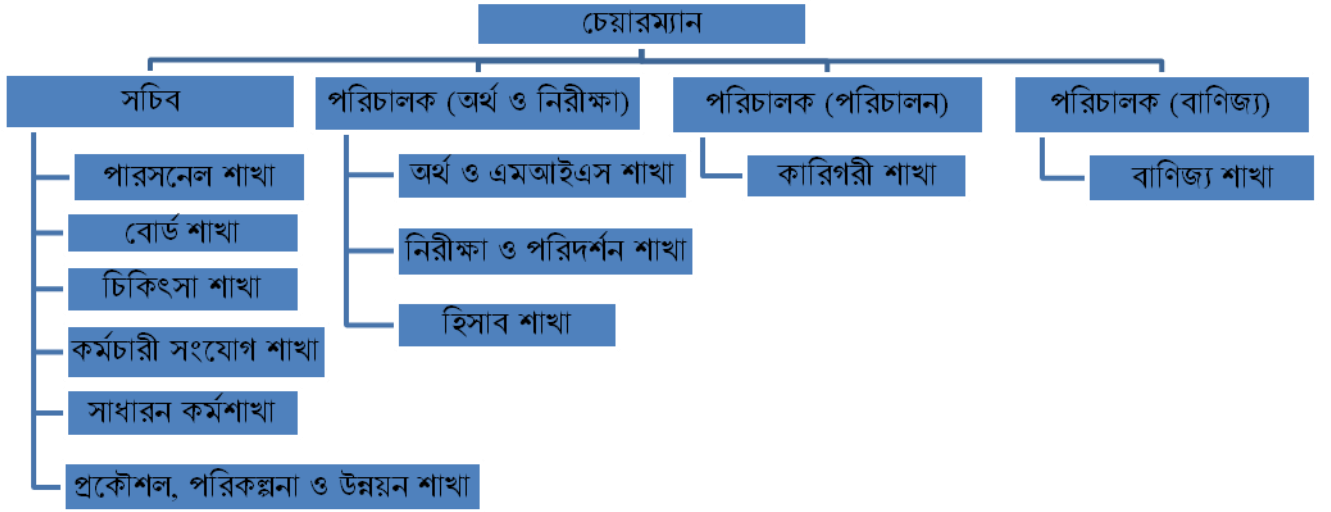 চেয়ারম্যান
সচিব
পরিচালক (অর্থ ও নিরীক্ষা)
পরিচালক (পরিচালন)
পরিচালক (বাণিজ্য)
পারসনেল শাখা
বোর্ড শাখা
চিকিৎসা শাখা
কর্মচারী সংযোগ শাখা
সাধারন কর্মশাখা
প্রকৌশল, পরিকল্পনা ও উন্নয়ন শাখা
অর্থ ও এমআইএস শাখা
নিরীক্ষা ও পরিদর্শন শাখা
হিসাব শাখা
কারিগরী শাখা
বাণিজ্য শাখা